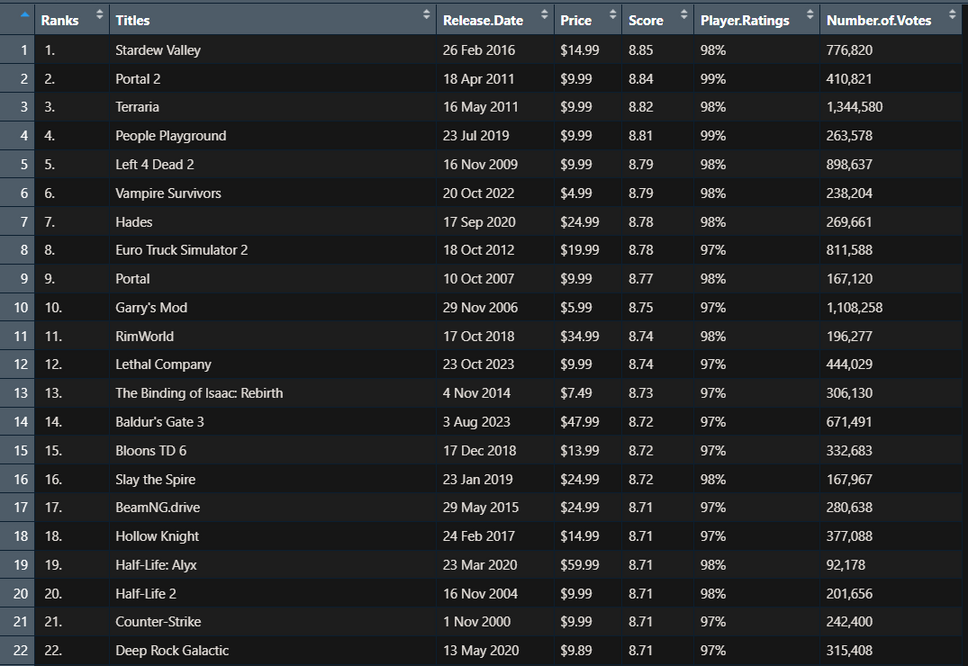 Ranks Titles Release.Date Price Score Player.Ratings Number.of.Votes
1 1. Stardew Valley 26 Feb 2016 $14.99 8.85 98% 776,820
2 2. Portal 2 18 Apr 2011 $9.99 8.84 99% 410,821
3 3. Terraria 16 May 2011 $9.99 8.82 98% 1,344,580
4 4. People Playground 23 Jul 2019 $9.99 8.81 99% 263,578
5 5. Left 4 Dead 2 16 Nov 2009 $9.99 8.79 98% 898,637
6 6. Vampire Survivors 20 Oct 2022 $4.99 8.79 98% 238,204
7 7. Hades 17 Sep 2020 $24.99 8.78 98% 269,661
8 8. Euro Truck Simulator 2 18 Oct 2012 $19.99 8.78 97% 811,588
9 9. Portal 10 Oct 2007 $9.99 8.77 98% 167,120
10 10. Garry's Mod 29 Nov 2006 $5.99 8.75 97% 1,108,258
11 11. RimWorld 17 Oct 2018 $34.99 8.74 98% 196,277
12 12. Lethal Company 23 Oct 2023 $9.99 8.74 97% 444,029
13 13. The Binding of Isaac: Rebirth 4 Nov 2014 $7.49 8.73 97% 306,130
14 14. Baldur's Gate 3 3 Aug 2023 $47.99 8.72 97% 671,491
15 15. Bloons TD 6 17 Dec 2018 $13.99 8.72 97% 332,683
16 16. Slay the Spire 23 Jan 2019 $24.99 8.72 98% 167,967
17 17. BeamNG.drive 29 May 2015 $24.99 8.71 97% 280,638
18 18. Hollow Knight 24 Feb 2017 $14.99 8.71 97% 377,088
19 19. Half-Life: Alyx 23 Mar 2020 $59.99 8.71 98% 92,178
20 20. Half-Life 2 16 Nov 2004 $9.99 8.71 98% 201,656
21 21. Counter-Strike 1 Nov 2000 $9.99 8.71 97% 242,400
22 22. Deep Rock Galactic 13 May 2020 $9.89 8.71 97% 315,408